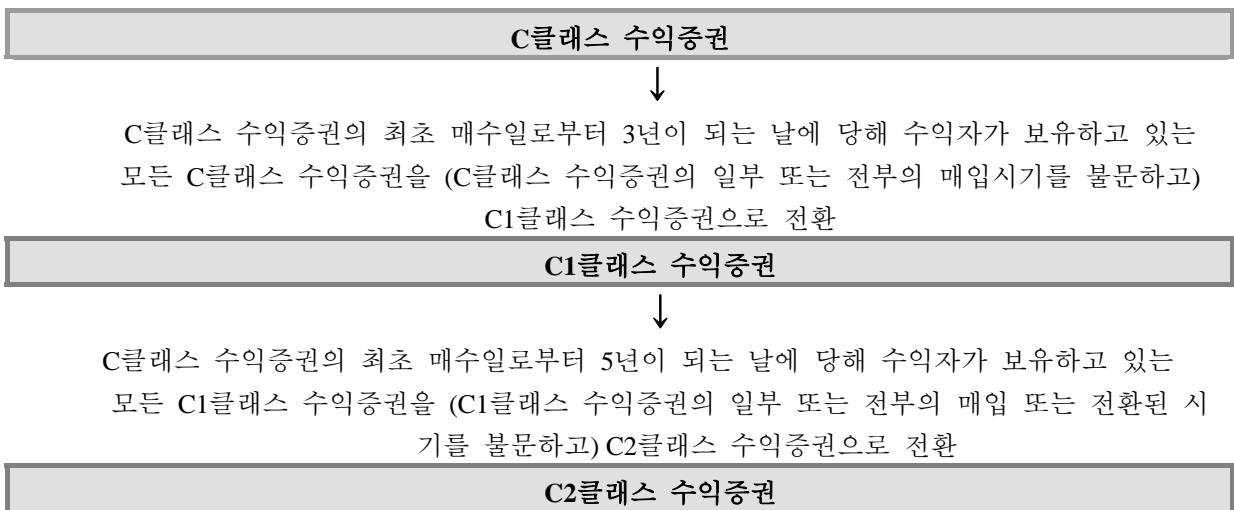 C클래스 수익증권
↓
C클래스 수익증권의 최초 매수일로부터 3년이 되는 날에 당해 수익자가 보유하고 있는
모든 C클래스 수익증권을 (C클래스 수익증권의 일부 또는 전부의 매입시기를 불문하고)
C1클래스 수익증권으로 전환
C1클래스 수익증권
↓
C클래스 수익증권의 최초 매수일로부터 5년이 되는 날에 당해 수익자가 보유하고 있는
모든 C1클래스 수익증권을 (C1클래스 수익증권의 일부 또는 전부의 매입 또는 전환된 시
기를 불문하고) C2클래스 수익증권으로 전환
C2클래스 수익증권